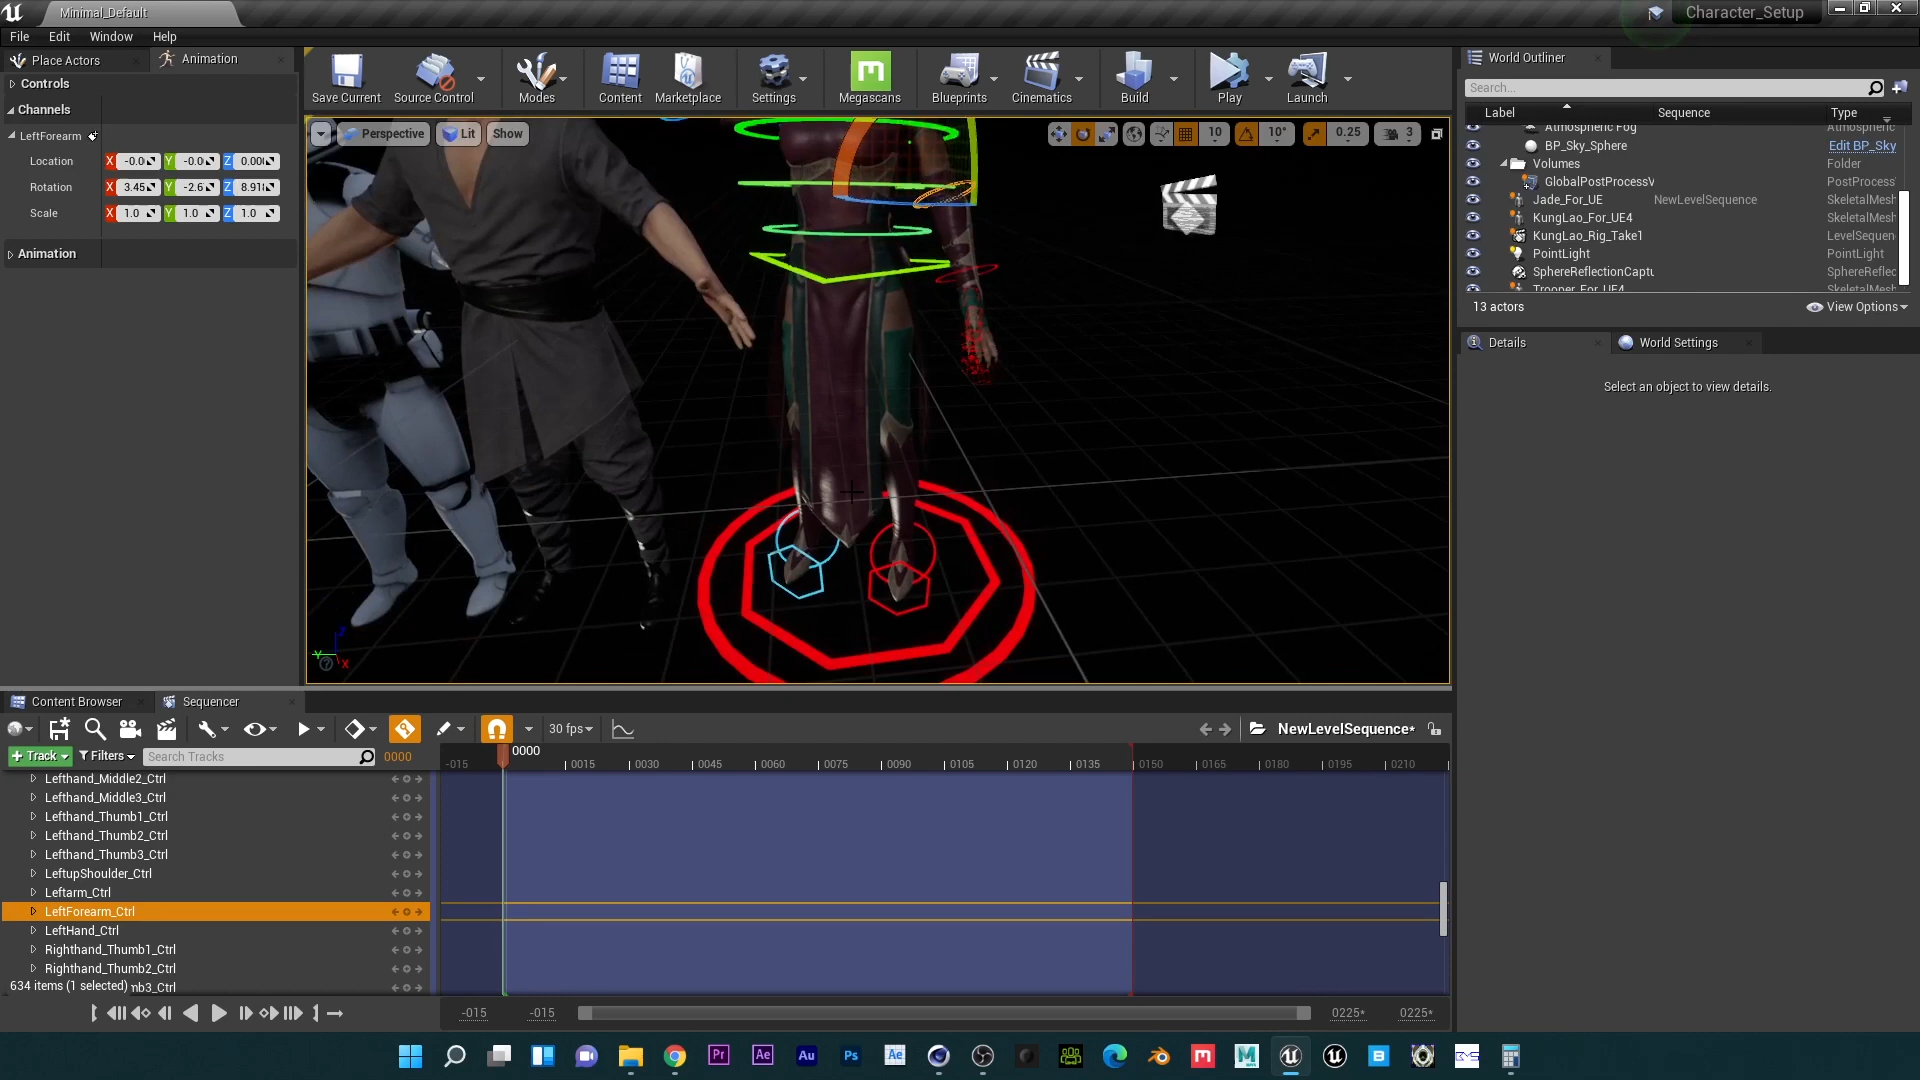 Minimal_Default
Character_Setup
File Edit Window Help
Place Actors
Animation
Controls
Channels
LeftForearm
Location X -0.0 Y -0.0 Z 0.00
Rotation X 3.45 Y -2.6 Z 8.91
Scale X 1.0 Y 1.0 Z 1.0
Animation
Save Current
Source Control
Modes
Content
Marketplace
Settings
Megascans
Blueprints
Cinematics
Build
Play
Launch
Perspective
Lit
Show
10
10°
0.25
3
World Outliner
Search...
Label Sequence Type
Atmospheric Fog Atmospheric
BP_Sky_Sphere Edit BP_Sky
Volumes Folder
GlobalPostProcessV PostProcess
Jade_For_UE NewLevelSequence SkeletalMesh
KungLao_For_UE4 SkeletalMesh
KungLao_Rig_Take1 LevelSequen
PointLight PointLight
SphereReflectionCaptu SphereReflec
Trooper_For_UE4 SkeletalMesh
13 actors
View Options
Details
World Settings
Select an object to view details.
Z
Y
X
Content Browser
Sequencer
30 fps
NewLevelSequence*
Track
Filters
Search Tracks
0000
0000
-015 0015 0030 0045 0060 0075 0090 0105 0120 0135 0150 0165 0180 0195 0210
Lefthand_Middle2_Ctrl
Lefthand_Middle3_Ctrl
Lefthand_Thumb1_Ctrl
Lefthand_Thumb2_Ctrl
Lefthand_Thumb3_Ctrl
LeftupShoulder_Ctrl
Leftarm_Ctrl
LeftForearm_Ctrl
LeftHand_Ctrl
Righthand_Thumb1_Ctrl
Righthand_Thumb2_Ctrl
634 items (1 selected)
mb3_Ctrl
-015 -015 0225* 0225*
Pr
Ae
Au
Ps
Ae